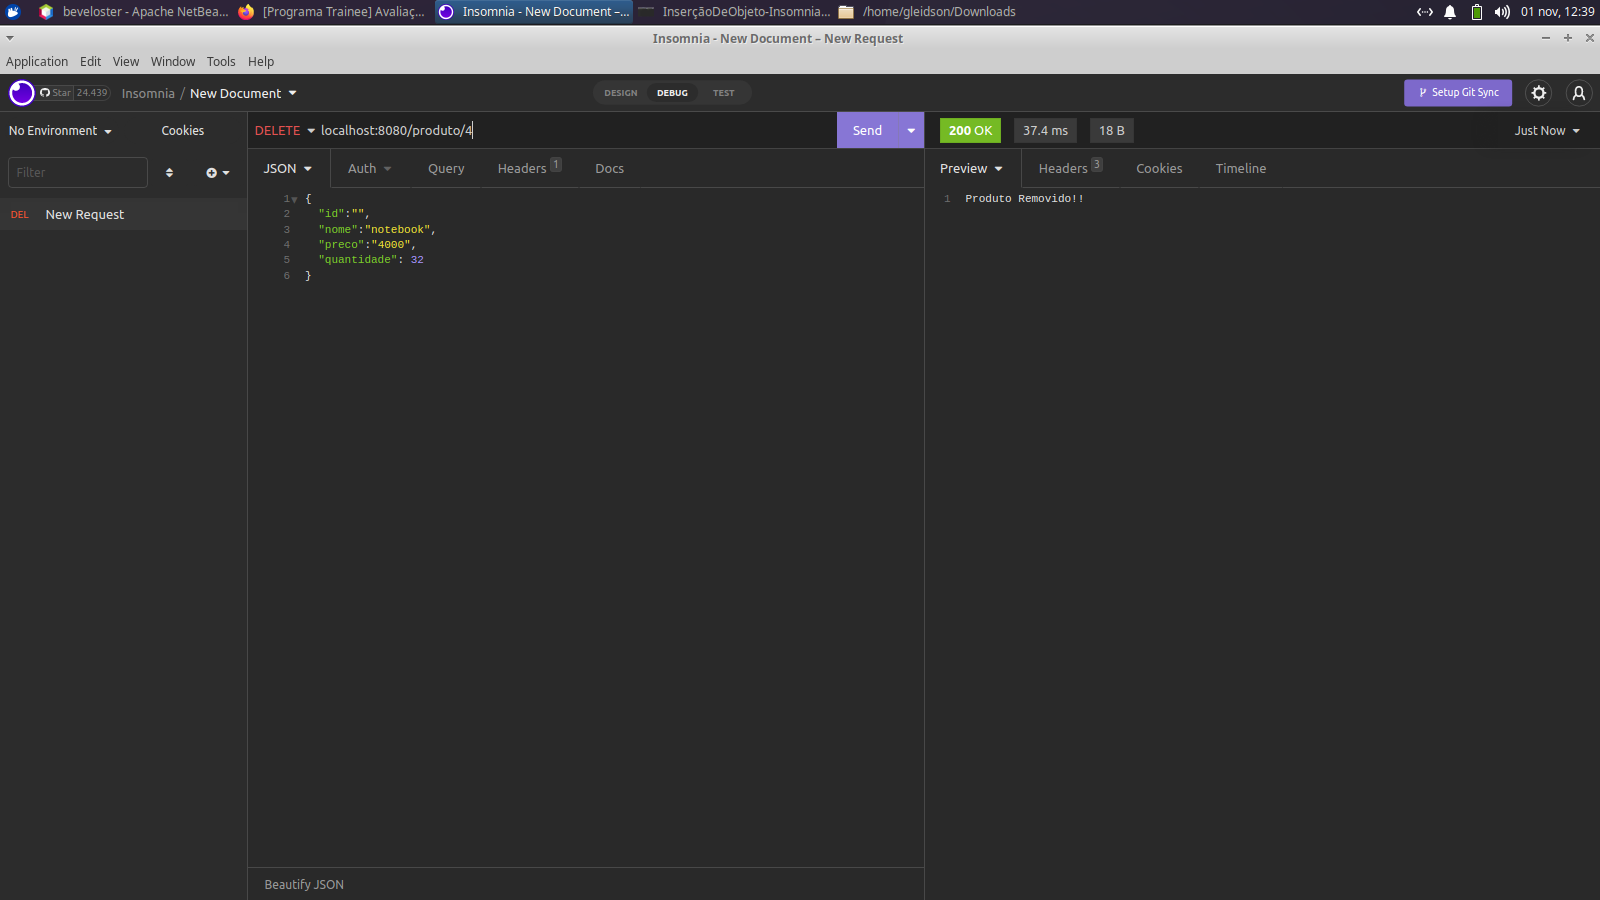 beveloster - Apache NetBea... [Programa Trainee] Avaliaç... Insomnia - New Document –... InserçãoDeObjeto-Insomnia... /home/gleidson/Downloads 01 nov, 12:39
Insomnia - New Document – New Request
Application Edit View Window Tools Help
Star 24.439 Insomnia / New Document DESIGN DEBUG TEST Setup Git Sync
No Environment Cookies DELETE localhost:8080/produto/4 Send 200 OK 37.4 ms 18 B Just Now
Filter JSON Auth Query Headers 1 Docs Preview Headers 3 Cookies Timeline
DEL New Request
1 {
2 "id":"",
3 "nome":"notebook",
4 "preco":"4000",
5 "quantidade": 32
6 }
1 Produto Removido!!
Beautify JSON